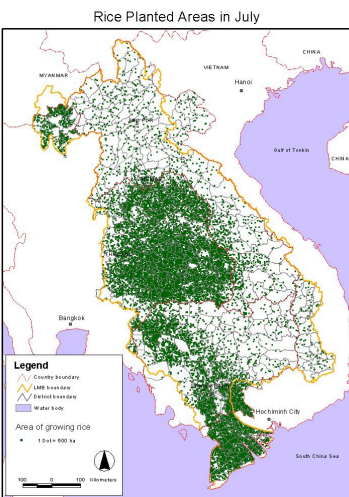 Rice Planted Areas in July
CHINA
MYANMAR
VIETNAM
Hanoi
Gulf of Tonkin
CHINA
Bangkok
Hochiminh City
South China Sea
Legend
Country boundary
LMB boundary
District boundary
Water body
Area of growing rice
1 Dot = 500 ha
100 0 100 Kilometers